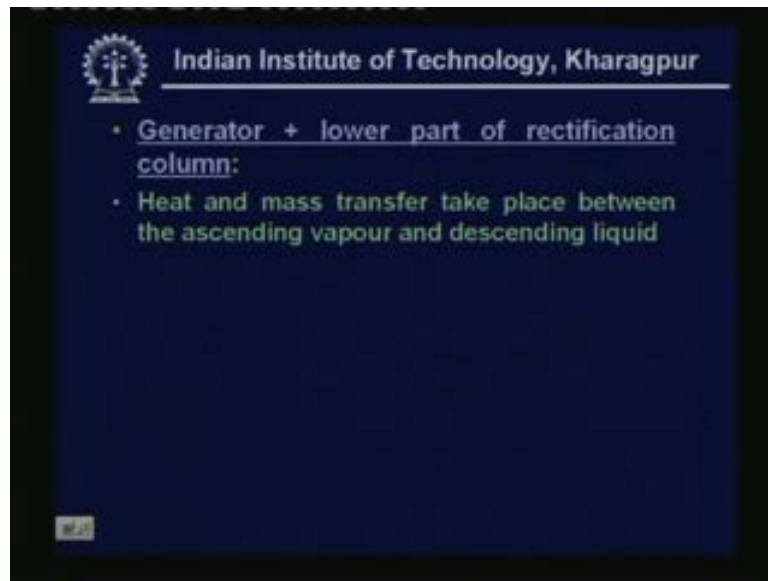 Indian Institute of Technology, Kharagpur
• Generator + lower part of rectification
column:
• Heat and mass transfer take place between
the ascending vapour and descending liquid